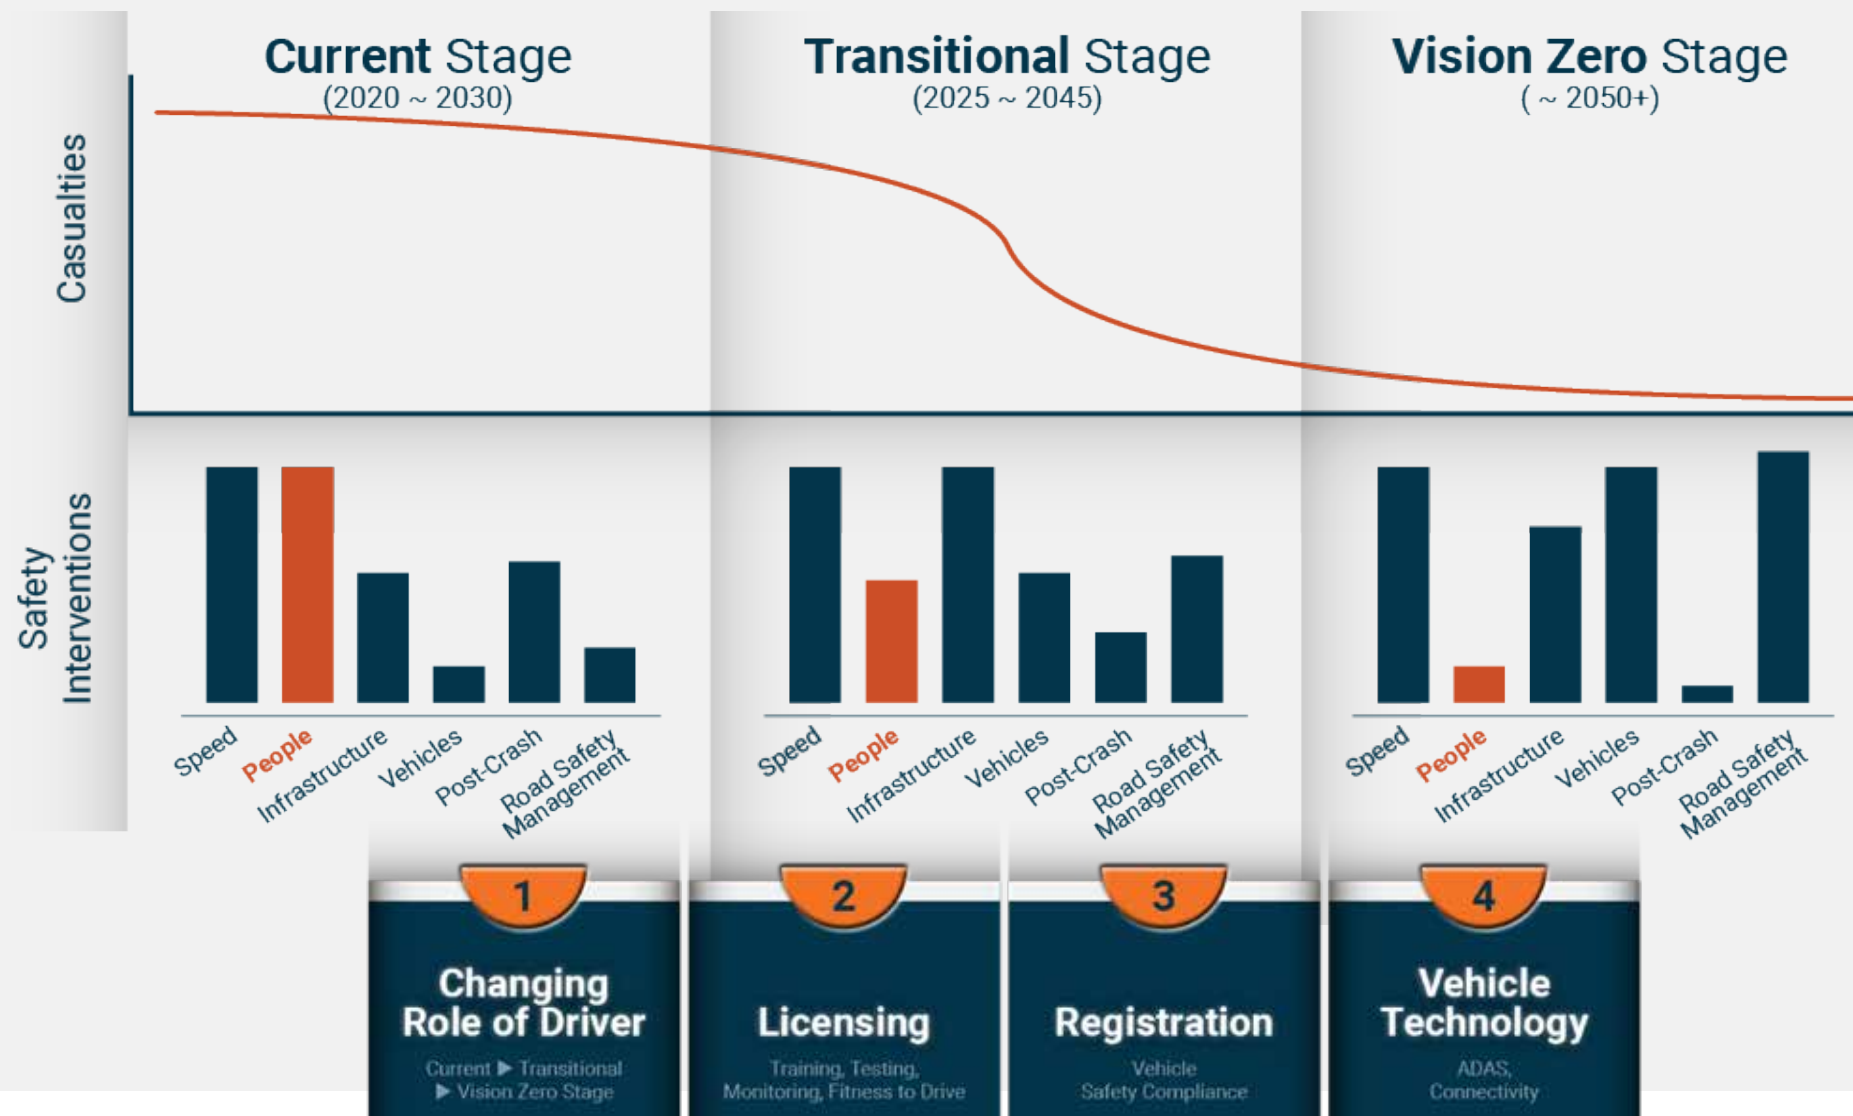 Current Stage
(2020 ~ 2030)
Transitional Stage
(2025 ~ 2045)
Vision Zero Stage
( ~ 2050+)
Casualties
Safety
Interventions
Speed
People
Infrastructure
Vehicles
Post-Crash
Road Safety
Management
Speed
People
Infrastructure
Vehicles
Post-Crash
Road Safety
Management
Speed
People
Infrastructure
Vehicles
Post-Crash
Road Safety
Management
1
Changing
Role of Driver
Current ▶ Transitional
▶ Vision Zero Stage
2
Licensing
Training, Testing,
Monitoring, Fitness to Drive
3
Registration
Vehicle
Safety Compliance
4
Vehicle
Technology
ADAS,
Connectivity